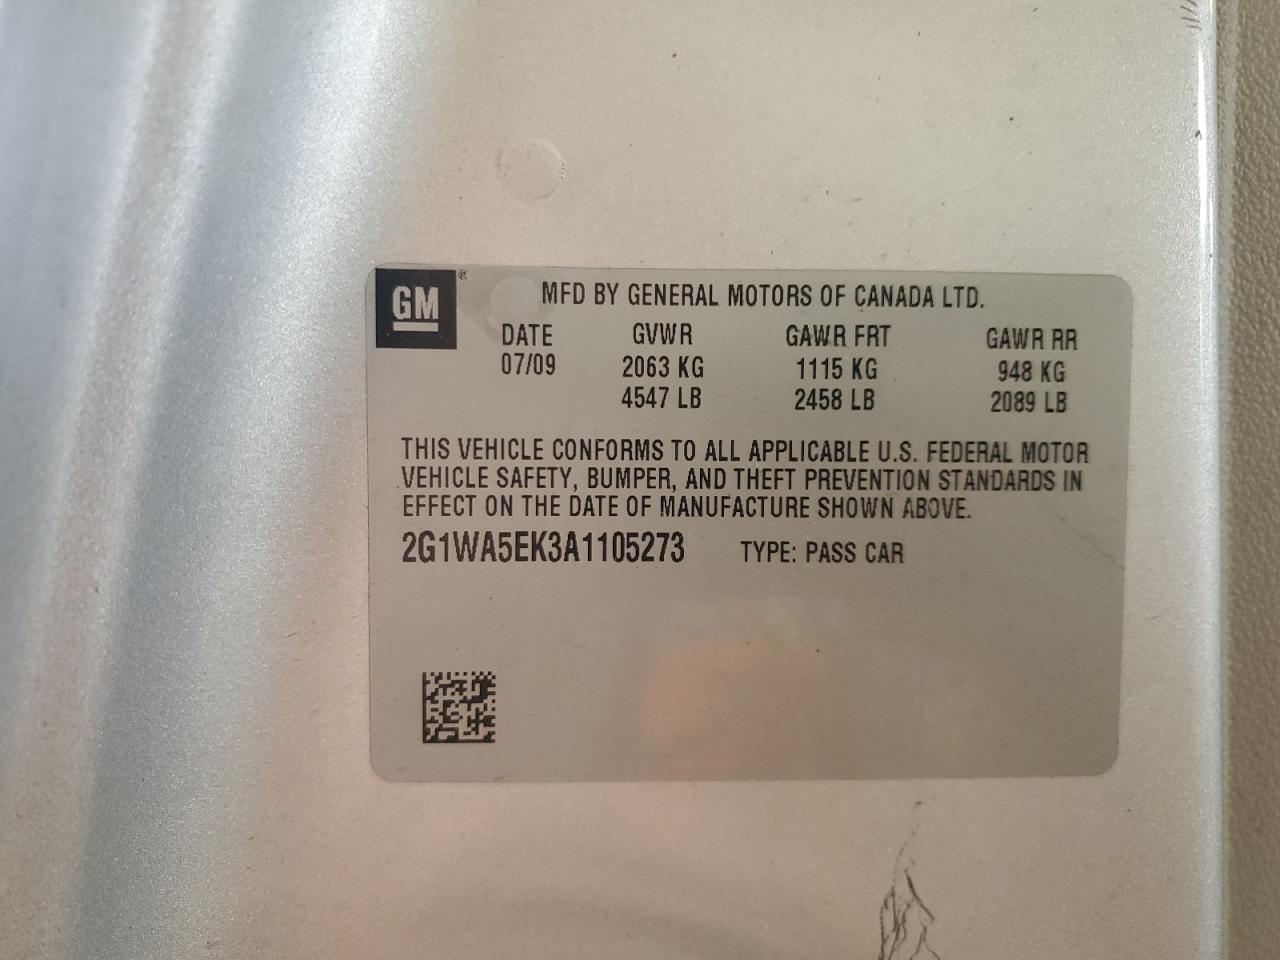 GM ® MFD BY GENERAL MOTORS OF CANADA LTD.
DATE GVWR GAWR FRT GAWR RR
07/09 2063 KG 1115 KG 948 KG
4547 LB 2458 LB 2089 LB
THIS VEHICLE CONFORMS TO ALL APPLICABLE U.S. FEDERAL MOTOR
VEHICLE SAFETY, BUMPER, AND THEFT PREVENTION STANDARDS IN
EFFECT ON THE DATE OF MANUFACTURE SHOWN ABOVE.
2G1WA5EK3A1105273 TYPE: PASS CAR